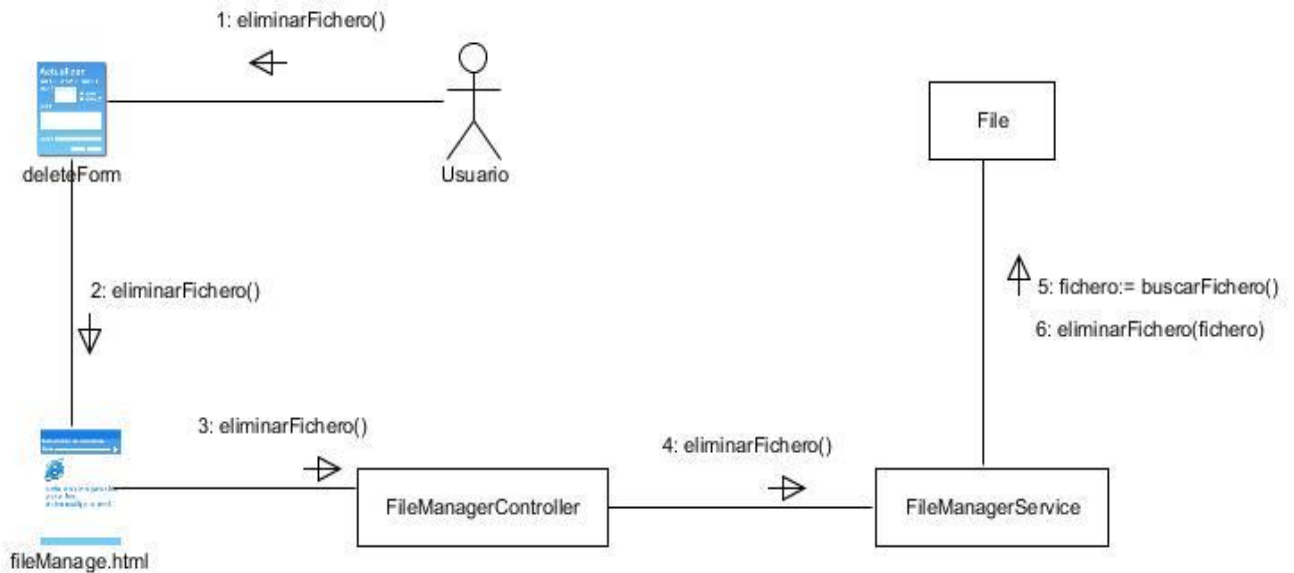 1: eliminarFichero()
Actualizar
deleteForm
Usuario
File
2: eliminarFichero()
5: fichero:= buscarFichero()
6: eliminarFichero(fichero)
3: eliminarFichero()
4: eliminarFichero()
FileManagerController
FileManagerService
fileManage.html